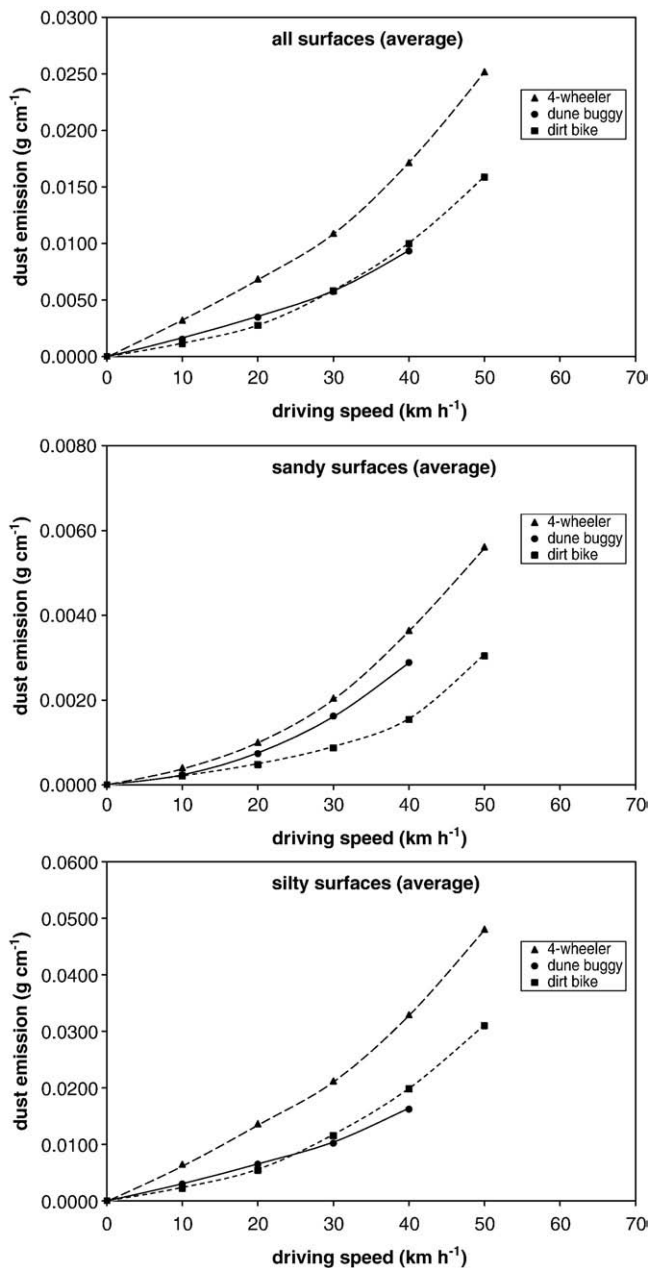 all surfaces (average)
0.0300
0.0250
0.0200
0.0150
0.0100
0.0050
0.0000
dust emission (g cm⁻¹)
4-wheeler
dune buggy
dirt bike
0 10 20 30 40 50 60 70
driving speed (km h⁻¹)
sandy surfaces (average)
0.0080
0.0060
0.0040
0.0020
0.0000
dust emission (g cm⁻¹)
4-wheeler
dune buggy
dirt bike
0 10 20 30 40 50 60 70
driving speed (km h⁻¹)
silty surfaces (average)
0.0600
0.0500
0.0400
0.0300
0.0200
0.0100
0.0000
dust emission (g cm⁻¹)
4-wheeler
dune buggy
dirt bike
0 10 20 30 40 50 60 70
driving speed (km h⁻¹)